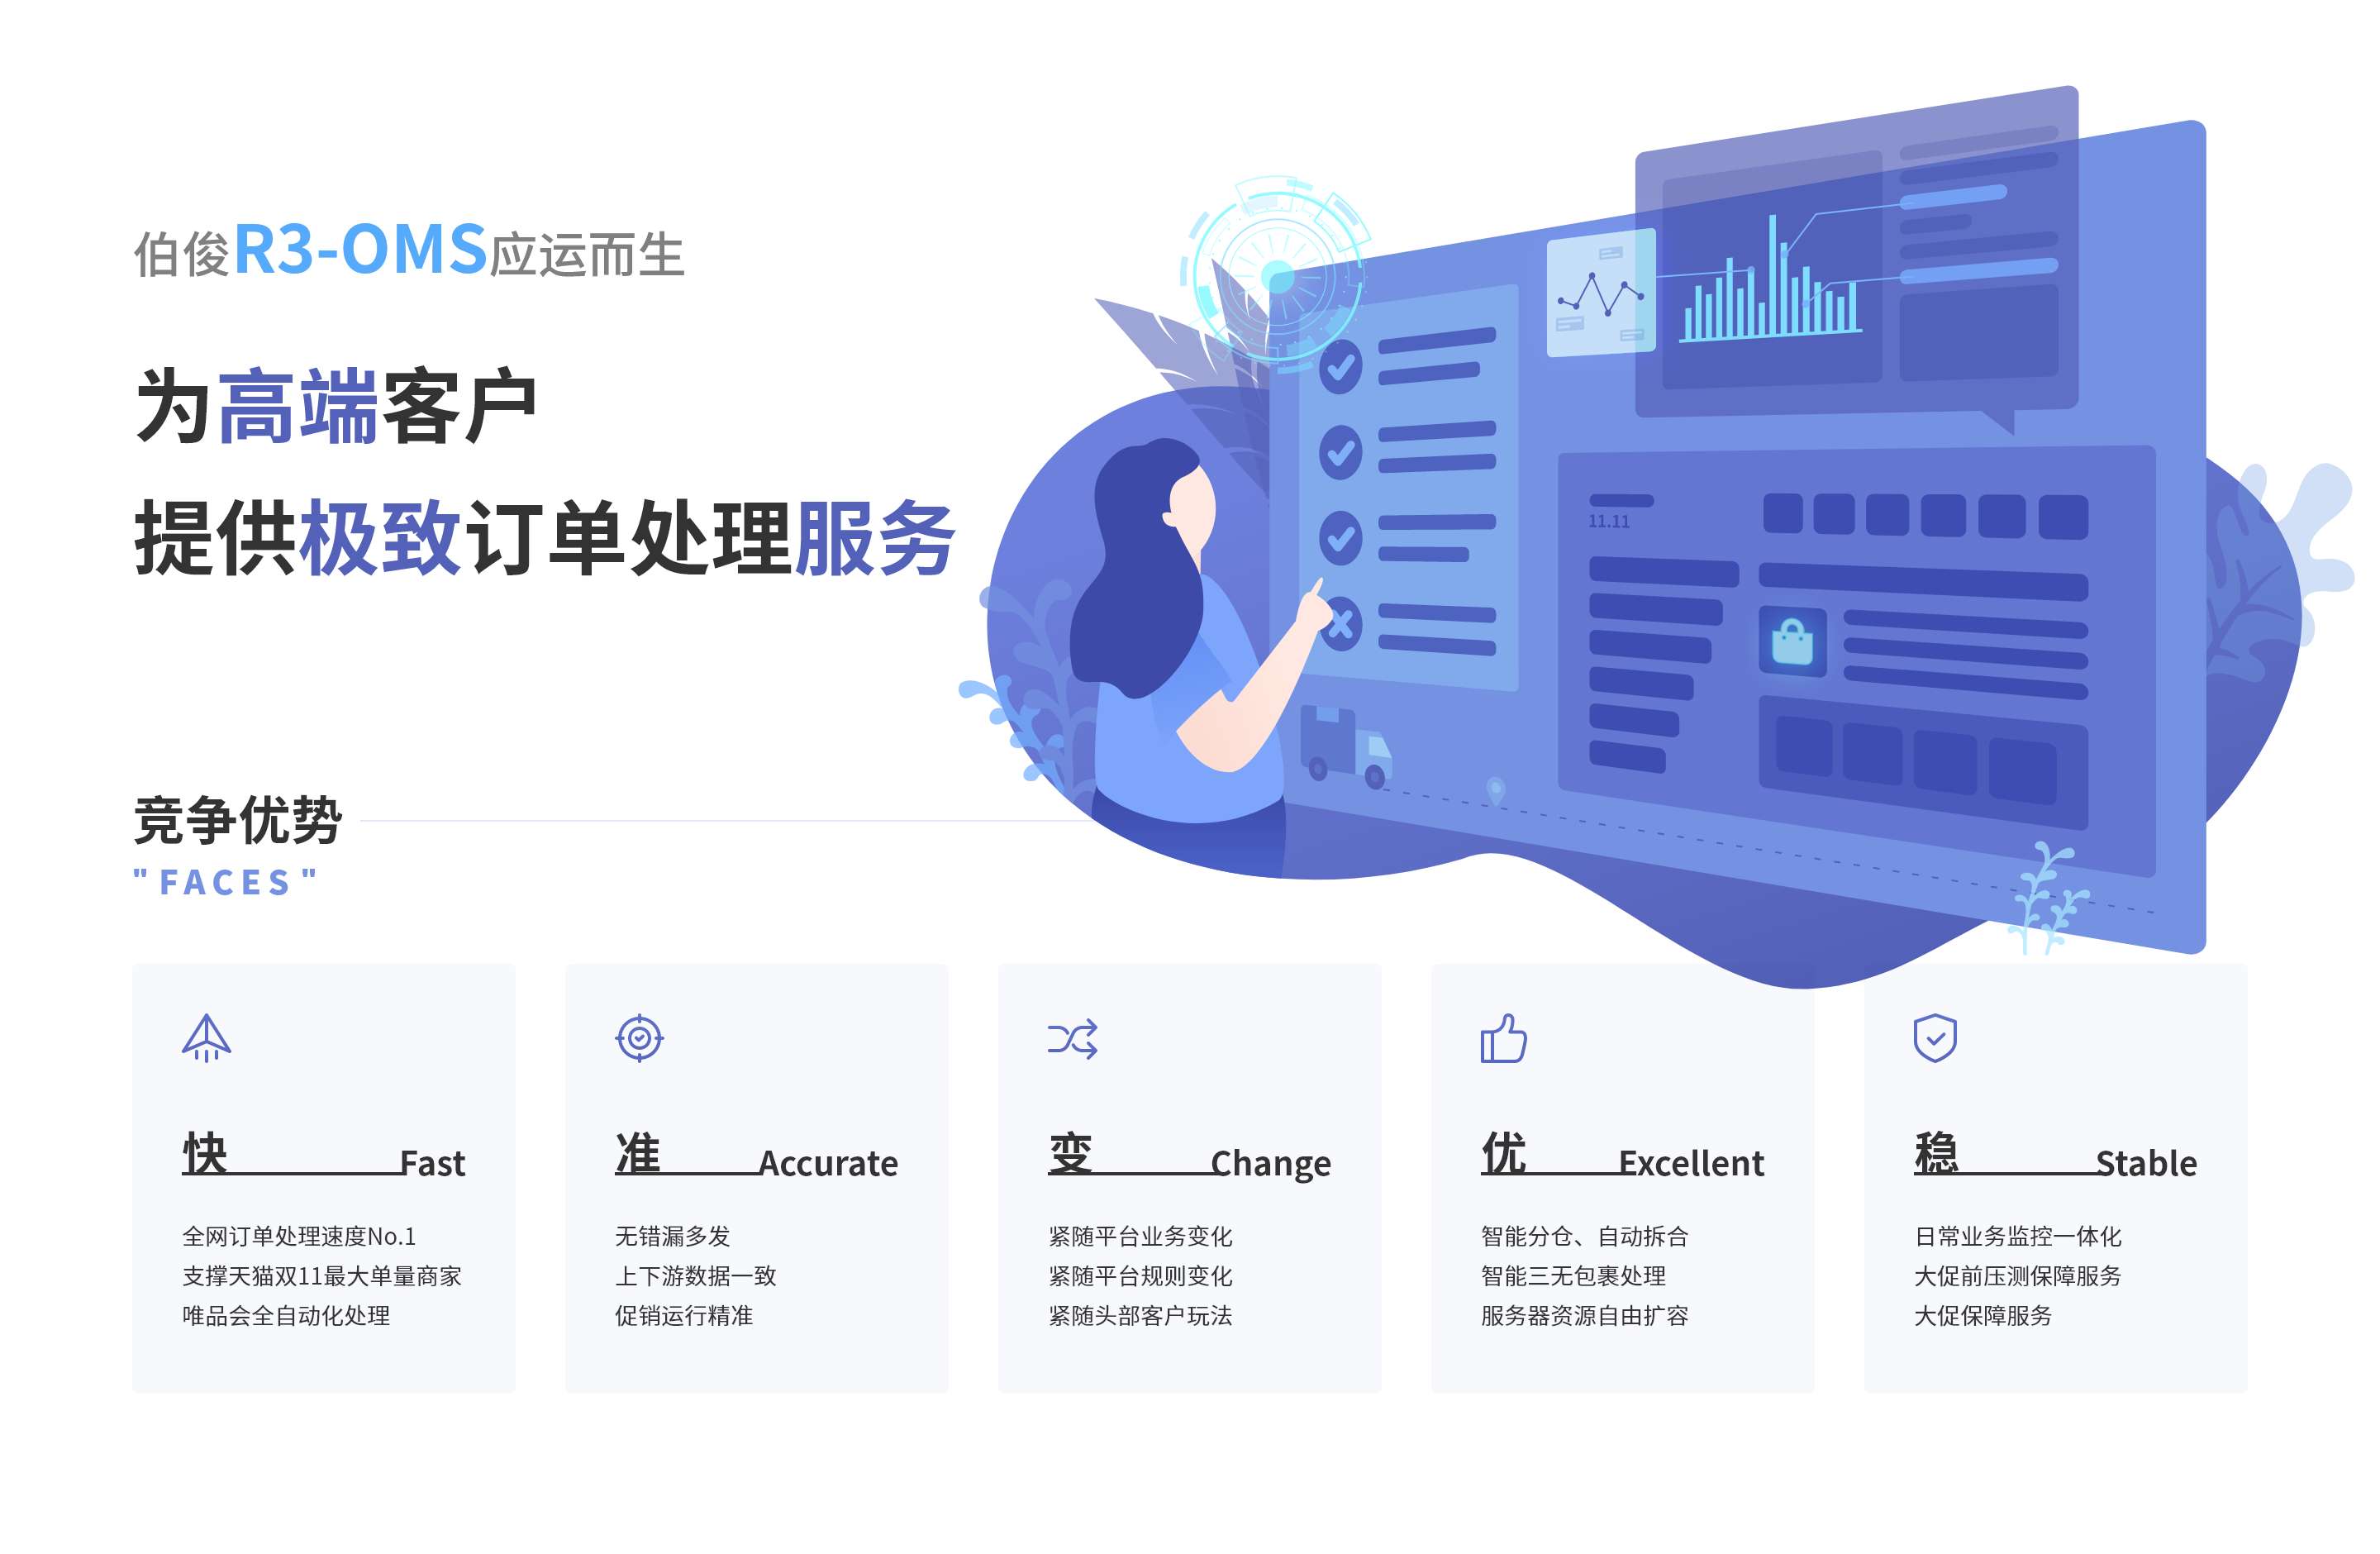 伯俊R3-OMS应运而生
为高端客户
提供极致订单处理服务
11.11
竞争优势
"FACES"
快 Fast
全网订单处理速度No.1
支撑天猫双11最大单量商家
唯品会全自动化处理
准 Accurate
无错漏多发
上下游数据一致
促销运行精准
变 Change
紧随平台业务变化
紧随平台规则变化
紧随头部客户玩法
优 Excellent
智能分仓、自动拆合
智能三无包裹处理
服务器资源自由扩容
稳 Stable
日常业务监控一体化
大促前压测保障服务
大促保障服务